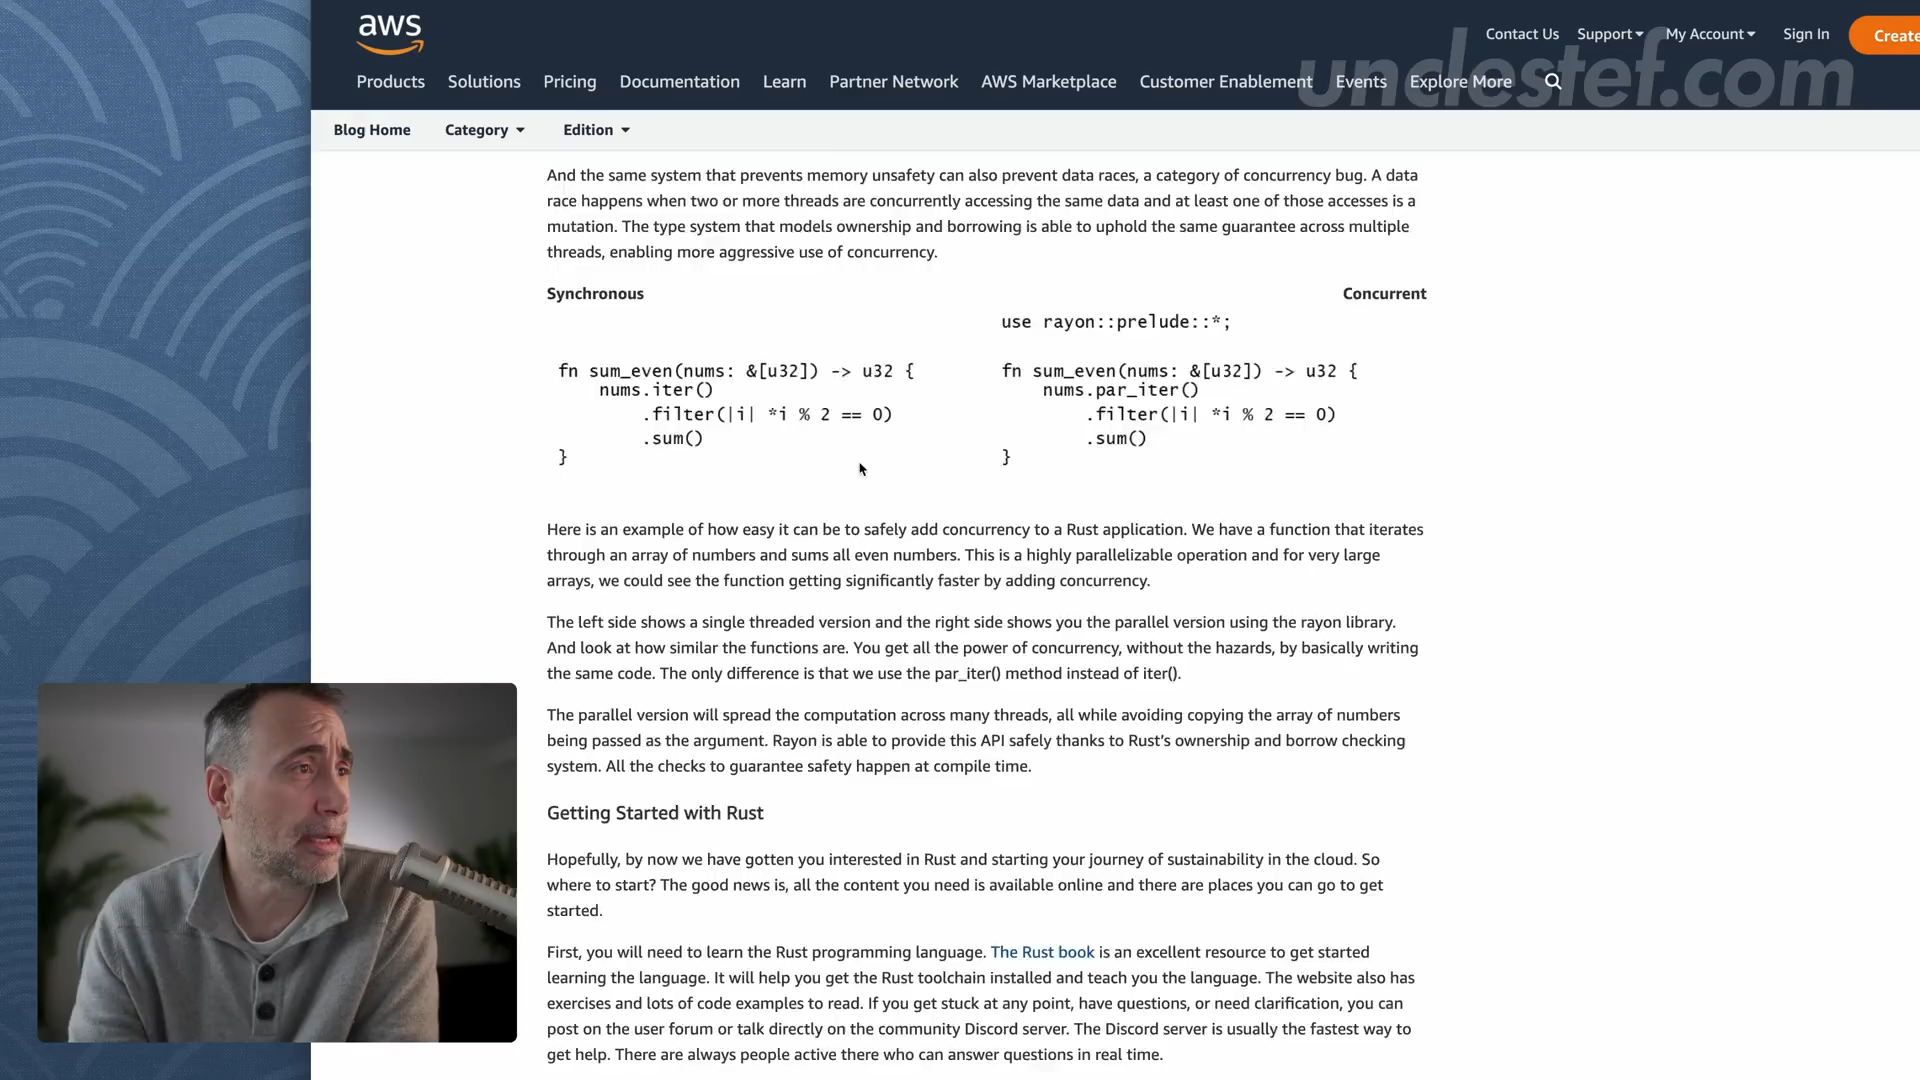 aws
Contact Us Support My Account Sign In Create
unclestef.com
Products Solutions Pricing Documentation Learn Partner Network AWS Marketplace Customer Enablement Events Explore More
Blog Home Category Edition
And the same system that prevents memory unsafety can also prevent data races, a category of concurrency bug. A data
race happens when two or more threads are concurrently accessing the same data and at least one of those accesses is a
mutation. The type system that models ownership and borrowing is able to uphold the same guarantee across multiple
threads, enabling more aggressive use of concurrency.
Synchronous
fn sum_even(nums: &[u32]) -> u32 {
nums.iter()
.filter(|i| *i % 2 == 0)
.sum()
}
Concurrent
use rayon::prelude::*;
fn sum_even(nums: &[u32]) -> u32 {
nums.par_iter()
.filter(|i| *i % 2 == 0)
.sum()
}
Here is an example of how easy it can be to safely add concurrency to a Rust application. We have a function that iterates
through an array of numbers and sums all even numbers. This is a highly parallelizable operation and for very large
arrays, we could see the function getting significantly faster by adding concurrency.
The left side shows a single threaded version and the right side shows you the parallel version using the rayon library.
And look at how similar the functions are. You get all the power of concurrency, without the hazards, by basically writing
the same code. The only difference is that we use the par_iter() method instead of iter().
The parallel version will spread the computation across many threads, all while avoiding copying the array of numbers
being passed as the argument. Rayon is able to provide this API safely thanks to Rust's ownership and borrow checking
system. All the checks to guarantee safety happen at compile time.
Getting Started with Rust
Hopefully, by now we have gotten you interested in Rust and starting your journey of sustainability in the cloud. So
where to start? The good news is, all the content you need is available online and there are places you can go to get
started.
First, you will need to learn the Rust programming language. The Rust book is an excellent resource to get started
learning the language. It will help you get the Rust toolchain installed and teach you the language. The website also has
exercises and lots of code examples to read. If you get stuck at any point, have questions, or need clarification, you can
post on the user forum or talk directly on the community Discord server. The Discord server is usually the fastest way to
get help. There are always people active there who can answer questions in real time.